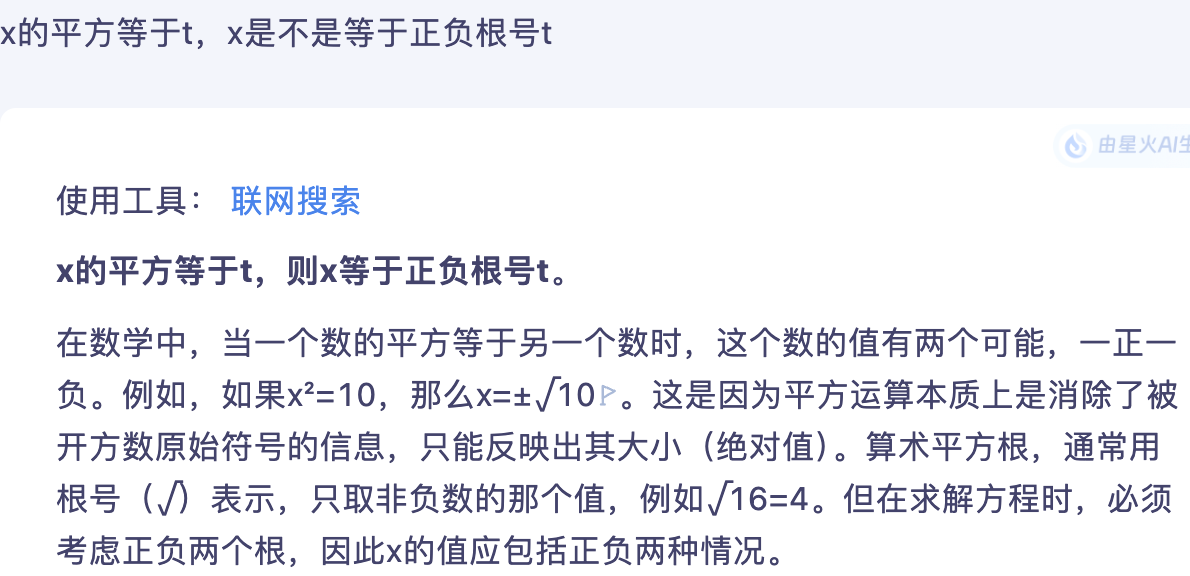 x的平方等于t，x是不是等于正负根号t
由星火AI生
使用工具： 联网搜索
x的平方等于t，则x等于正负根号t。
在数学中，当一个数的平方等于另一个数时，这个数的值有两个可能，一正一
负。例如，如果x²=10，那么x=±√10。这是因为平方运算本质上是消除了被
开方数原始符号的信息，只能反映出其大小（绝对值）。算术平方根，通常用
根号（√）表示，只取非负数的那个值，例如√16=4。但在求解方程时，必须
考虑正负两个根，因此x的值应包括正负两种情况。